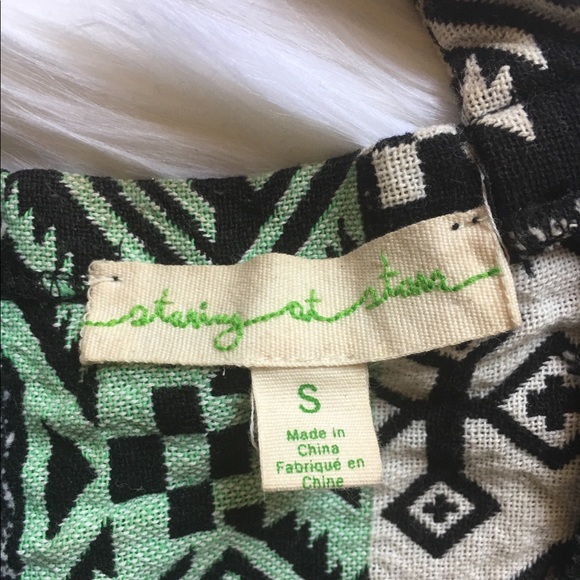 staring at stars
S
Made in
China
Fabriqué en
Chine